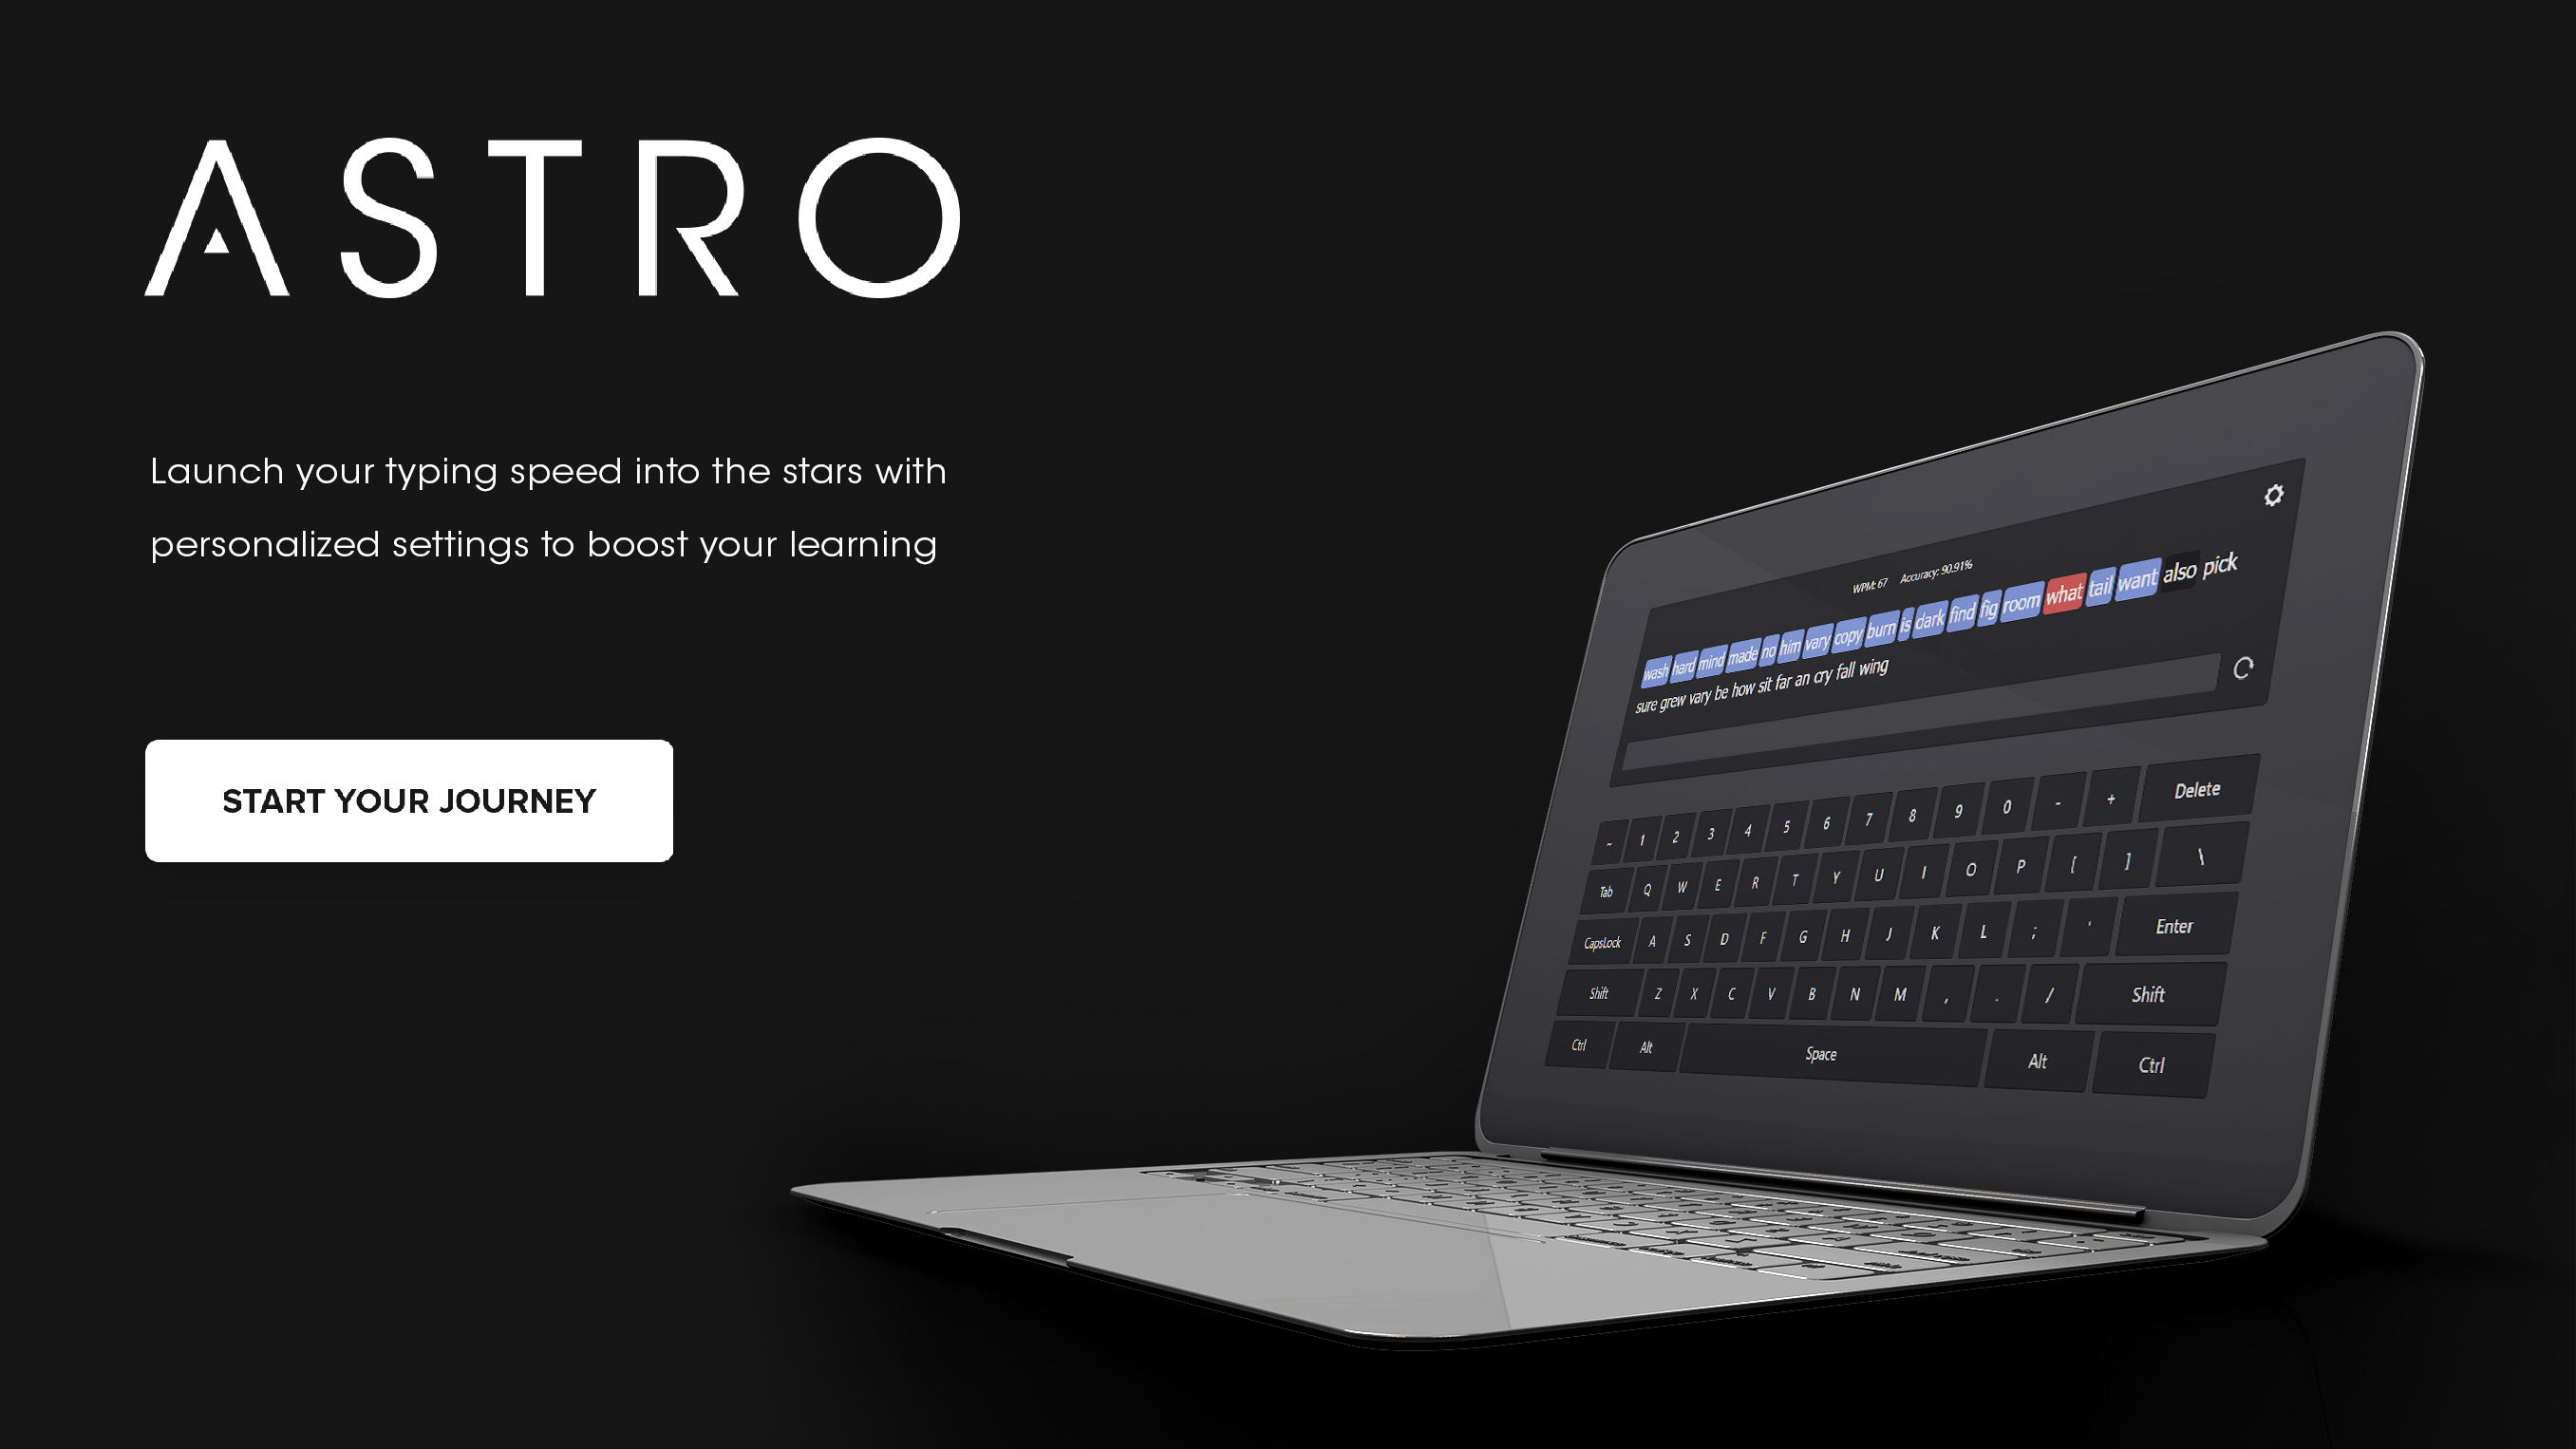 ASTRO
Launch your typing speed into the stars with
personalized settings to boost your learning
START YOUR JOURNEY
WPM: 67 Accuracy: 90.91%
wash hard mind made no him vary copy burn is dark find fig room what tail want also pick
sure grew vary be how sit far an cry fall wing
~ 1 2 3 4 5 6 7 8 9 0 - + Delete
Tab Q W E R T Y U I O P [ ] \
CapsLock A S D F G H J K L ; ' Enter
Shift Z X C V B N M , . / Shift
Ctrl Alt Space Alt Ctrl